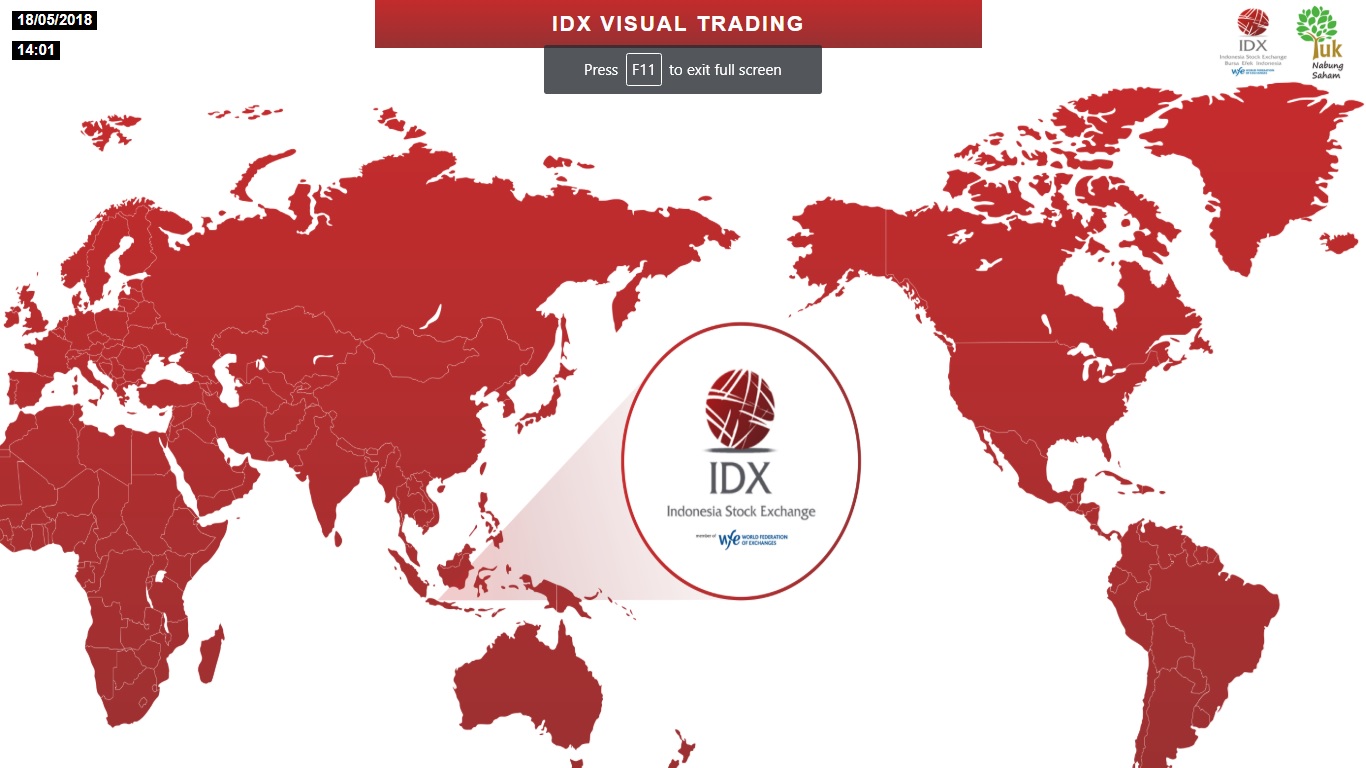 18/05/2018
14:01
IDX VISUAL TRADING
Press F11 to exit full screen
IDX
Indonesia Stock Exchange
Bursa Efek Indonesia
wfe WORLD FEDERATION
OF EXCHANGES
Yuk
Nabung
Saham
IDX
Indonesia Stock Exchange
member of wfe WORLD FEDERATION
OF EXCHANGES